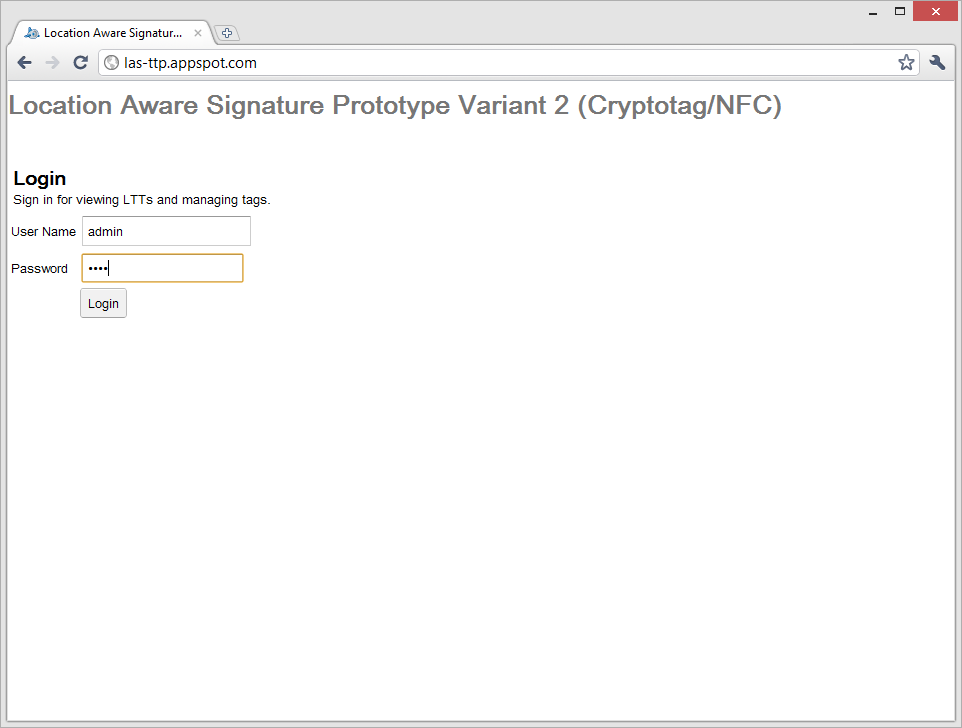 Location Aware Signatur...
las-ttp.appspot.com
Location Aware Signature Prototype Variant 2 (Cryptotag/NFC)
Login
Sign in for viewing LTTs and managing tags.
User Name admin
Password ••••
Login